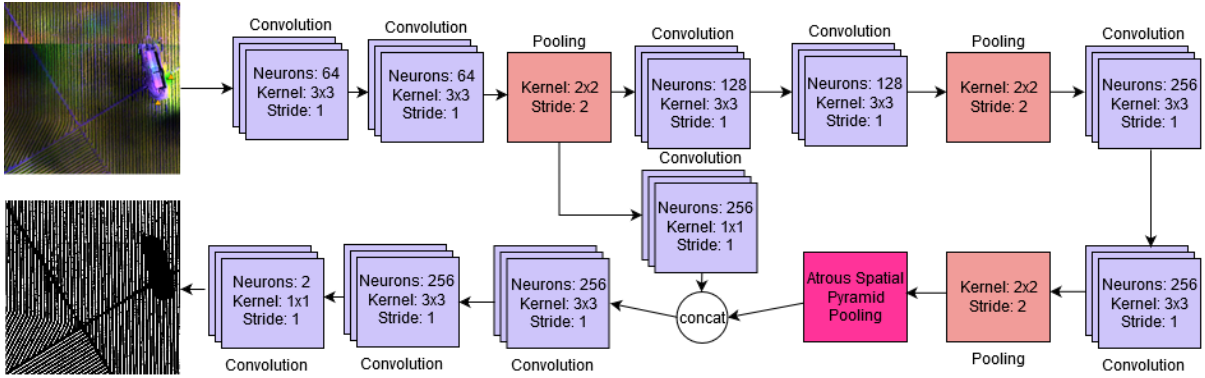 Convolution
Neurons: 64
Kernel: 3x3
Stride: 1
Convolution
Neurons: 64
Kernel: 3x3
Stride: 1
Pooling
Kernel: 2x2
Stride: 2
Convolution
Neurons: 128
Kernel: 3x3
Stride: 1
Convolution
Neurons: 128
Kernel: 3x3
Stride: 1
Pooling
Kernel: 2x2
Stride: 2
Convolution
Neurons: 256
Kernel: 3x3
Stride: 1
Convolution
Neurons: 256
Kernel: 1x1
Stride: 1
Neurons: 256
Kernel: 3x3
Stride: 1
Convolution
Kernel: 2x2
Stride: 2
Pooling
Atrous Spatial
Pyramid
Pooling
concat
Neurons: 256
Kernel: 3x3
Stride: 1
Convolution
Neurons: 256
Kernel: 3x3
Stride: 1
Convolution
Neurons: 2
Kernel: 1x1
Stride: 1
Convolution